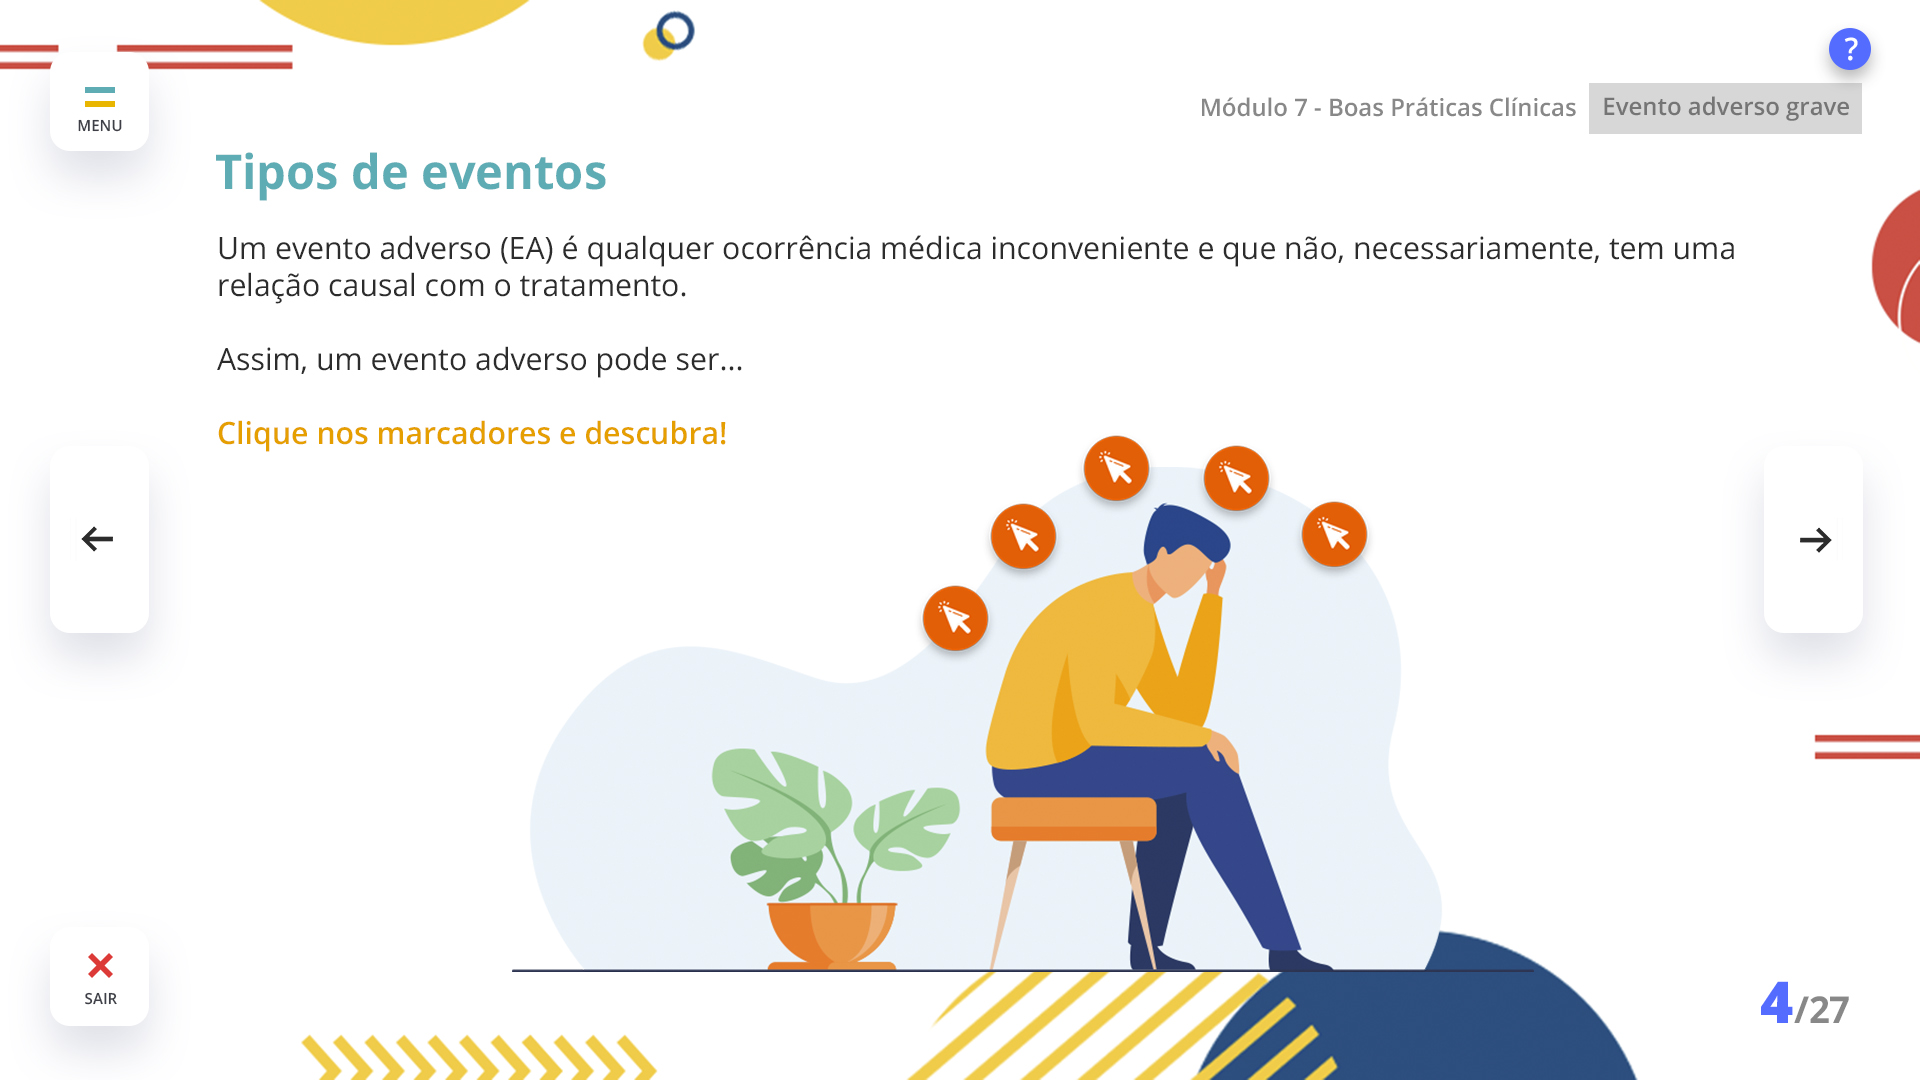 ?
MENU
Módulo 7 - Boas Práticas Clínicas
Evento adverso grave
Tipos de eventos
Um evento adverso (EA) é qualquer ocorrência médica inconveniente e que não, necessariamente, tem uma
relação causal com o tratamento.
Assim, um evento adverso pode ser...
Clique nos marcadores e descubra!
SAIR
4/27